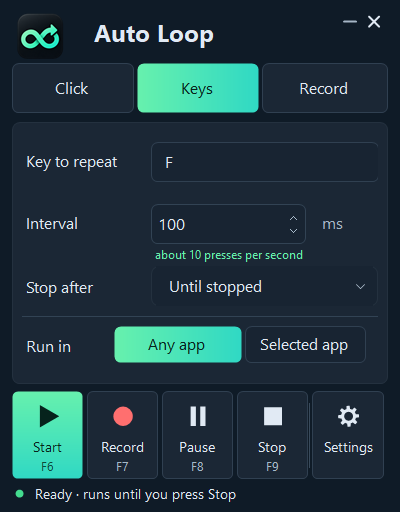 Auto Loop
Click Keys Record
Key to repeat F
Interval 100 ms
about 10 presses per second
Stop after Until stopped
Run in Any app Selected app
Start Record Pause Stop Settings
F6 F7 F8 F9
Ready · runs until you press Stop